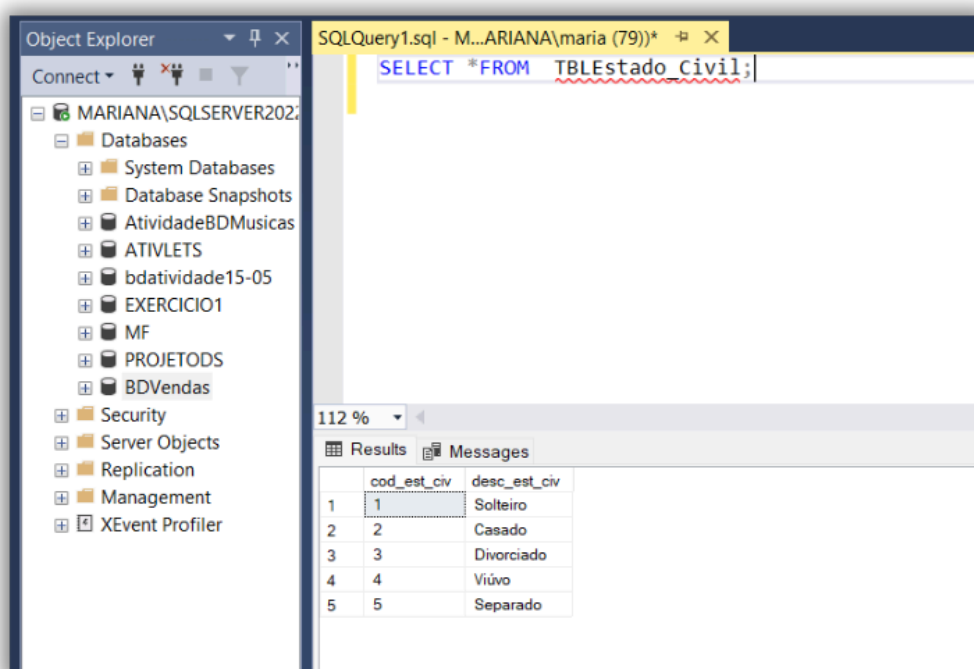 Object Explorer
Connect
MARIANA\SQLSERVER2022
Databases
System Databases
Database Snapshots
AtividadeBDMusicas
ATIVLETS
bdatividade15-05
EXERCICIO1
MF
PROJETODS
BDVendas
Security
Server Objects
Replication
Management
XEvent Profiler
SQLQuery1.sql - M...ARIANA\maria (79))*
SELECT *FROM TBLEstado_Civil;
112 %
Results Messages
cod_est_civ desc_est_civ
1 1 Solteiro
2 2 Casado
3 3 Divorciado
4 4 Viúvo
5 5 Separado